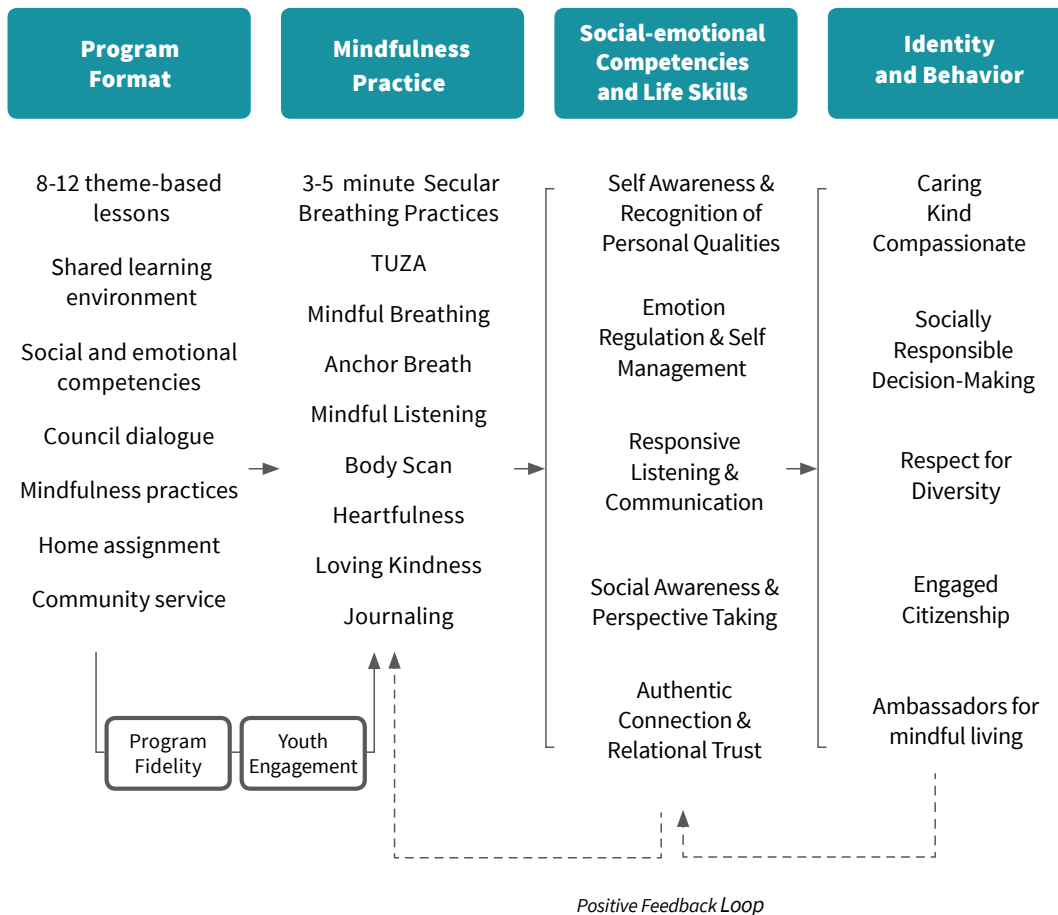 Program
Format
Mindfulness
Practice
Social-emotional
Competencies
and Life Skills
Identity
and Behavior
8-12 theme-based
lessons
Shared learning
environment
Social and emotional
competencies
Council dialogue
Mindfulness practices
Home assignment
Community service
3-5 minute Secular
Breathing Practices
TUZA
Mindful Breathing
Anchor Breath
Mindful Listening
Body Scan
Heartfulness
Loving Kindness
Journaling
Self Awareness &
Recognition of
Personal Qualities
Emotion
Regulation & Self
Management
Responsive
Listening &
Communication
Social Awareness &
Perspective Taking
Authentic
Connection &
Relational Trust
Caring
Kind
Compassionate
Socially
Responsible
Decision-Making
Respect for
Diversity
Engaged
Citizenship
Ambassadors for
mindful living
Program
Fidelity
Youth
Engagement
Positive Feedback Loop